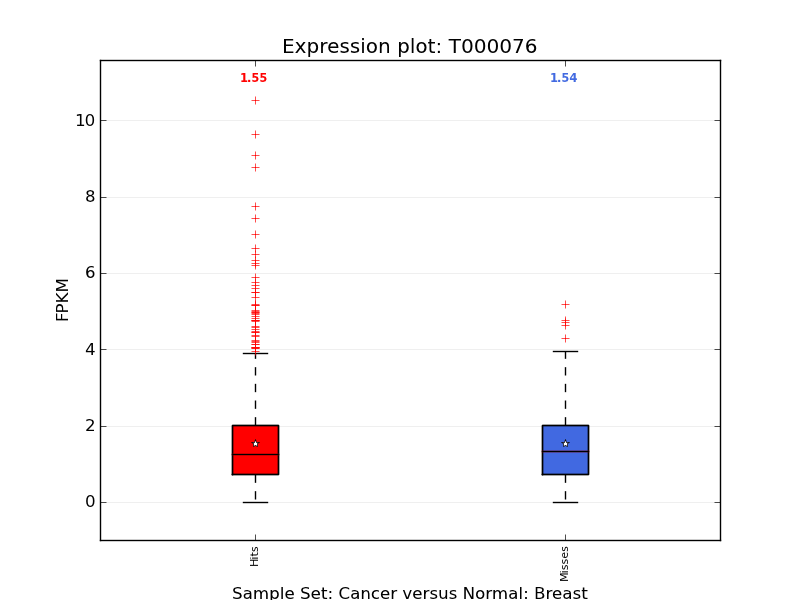 Expression plot: T000076
1.55 1.54
10
8
6
4
2
0
FPKM
Hits Misses
Sample Set: Cancer versus Normal: Breast